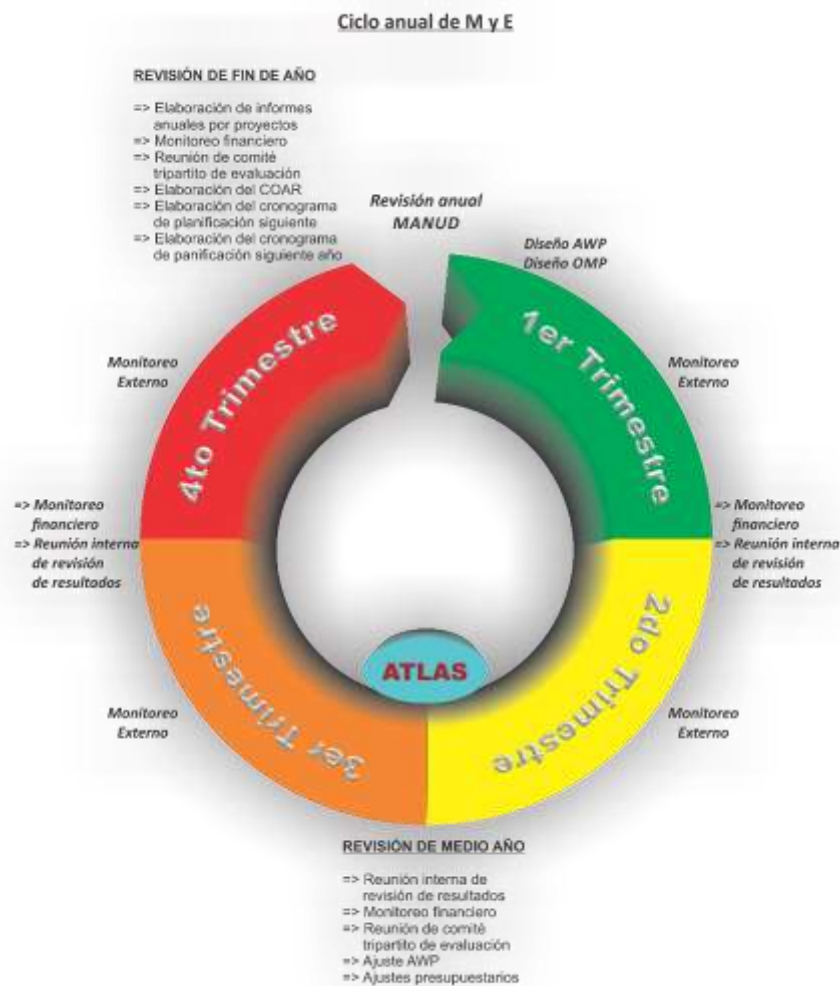 Ciclo anual de M y E
REVISIÓN DE FIN DE AÑO
=> Elaboración de informes
anuales por proyectos
=> Monitoreo financiero
=> Reunión de comité
tripartito de evaluación
=> Elaboración del COAR
=> Elaboración del cronograma
de planificación siguiente
=> Elaboración del cronograma
de panificación siguiente año
Revisión anual
MANUD
Diseño AWP
Diseño OMP
4to Trimestre
1er Trimestre
Monitoreo
Externo
Monitoreo
Externo
=> Monitoreo
financiero
=> Reunión interna
de revisión
de resultados
=> Monitoreo
financiero
=> Reunión interna
de revisión
de resultados
3er Trimestre
2do Trimestre
ATLAS
Monitoreo
Externo
Monitoreo
Externo
REVISIÓN DE MEDIO AÑO
=> Reunión interna de
revisión de resultados
=> Monitoreo financiero
=> Reunión de comité
tripartito de evaluación
=> Ajuste AWP
=> Ajustes presupuestarios